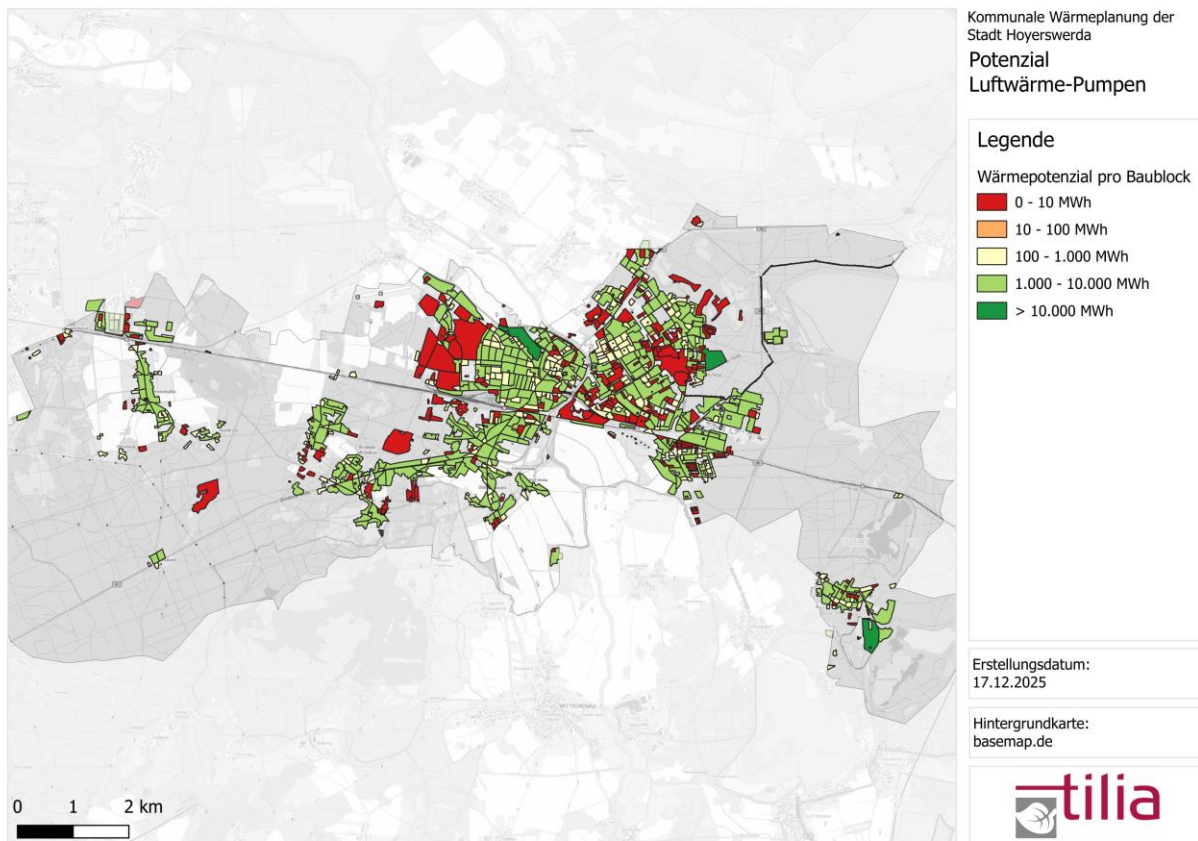 Kommunale Wärmeplanung der
Stadt Hoyerswerda
Potenzial
Luftwärme-Pumpen
Legende
Wärmepotenzial pro Baublock
0 - 10 MWh
10 - 100 MWh
100 - 1.000 MWh
1.000 - 10.000 MWh
> 10.000 MWh
Erstellungsdatum:
17.12.2025
Hintergrundkarte:
basemap.de
tilia
WITTICHENAU
0 1 2 km